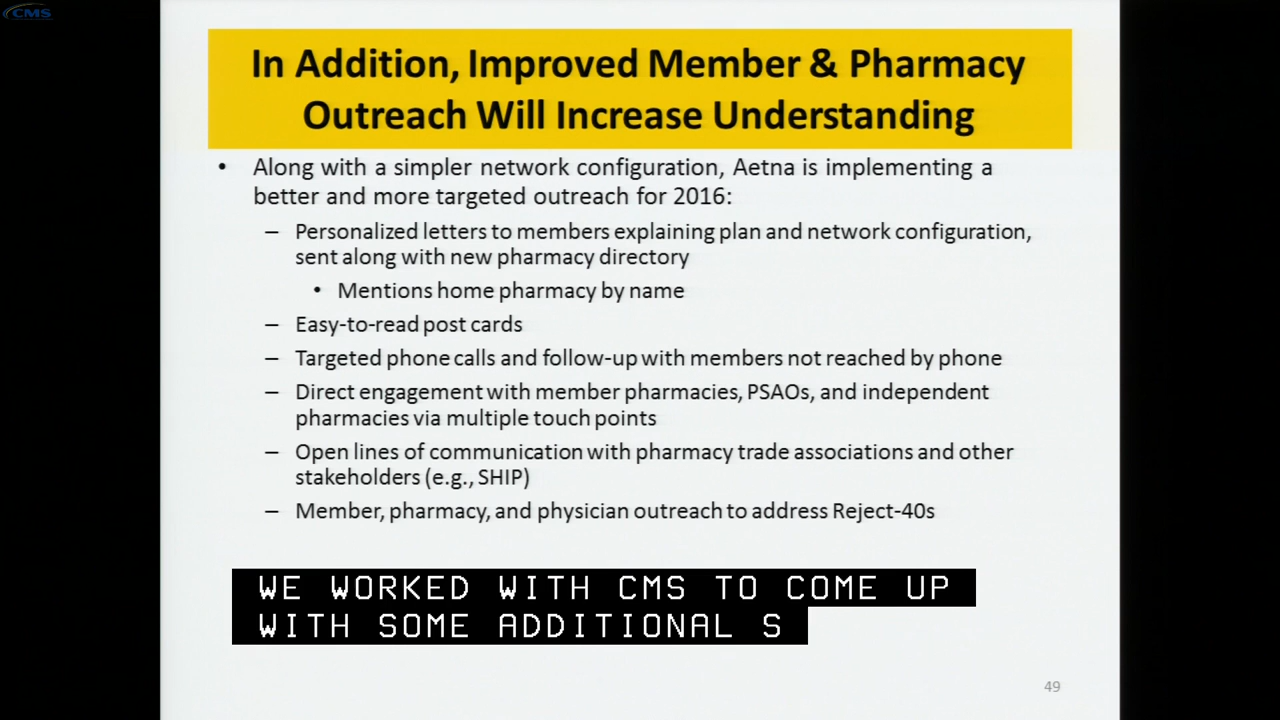 CMS
In Addition, Improved Member & Pharmacy
Outreach Will Increase Understanding
• Along with a simpler network configuration, Aetna is implementing a
better and more targeted outreach for 2016:
– Personalized letters to members explaining plan and network configuration,
sent along with new pharmacy directory
• Mentions home pharmacy by name
– Easy-to-read post cards
– Targeted phone calls and follow-up with members not reached by phone
– Direct engagement with member pharmacies, PSAOs, and independent
pharmacies via multiple touch points
– Open lines of communication with pharmacy trade associations and other
stakeholders (e.g., SHIP)
– Member, pharmacy, and physician outreach to address Reject-40s
WE WORKED WITH CMS TO COME UP
WITH SOME ADDITIONAL S
49